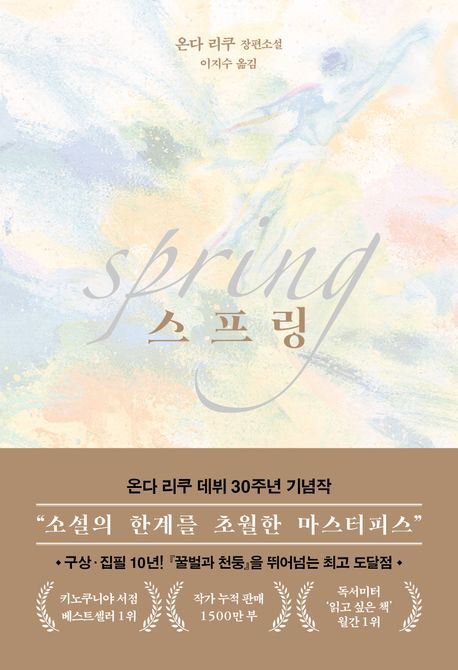 온다 리쿠 장편소설
이지수 옮김
spring
스프링
온다 리쿠 데뷔 30주년 기념작
“소설의 한계를 초월한 마스터피스”
• 구상·집필 10년! 『꿀벌과 천둥』을 뛰어넘는 최고 도달점 •
키노쿠니야 서점
베스트셀러 1위
작가 누적 판매
1500만 부
독서미터
‘읽고 싶은 책’
월간 1위